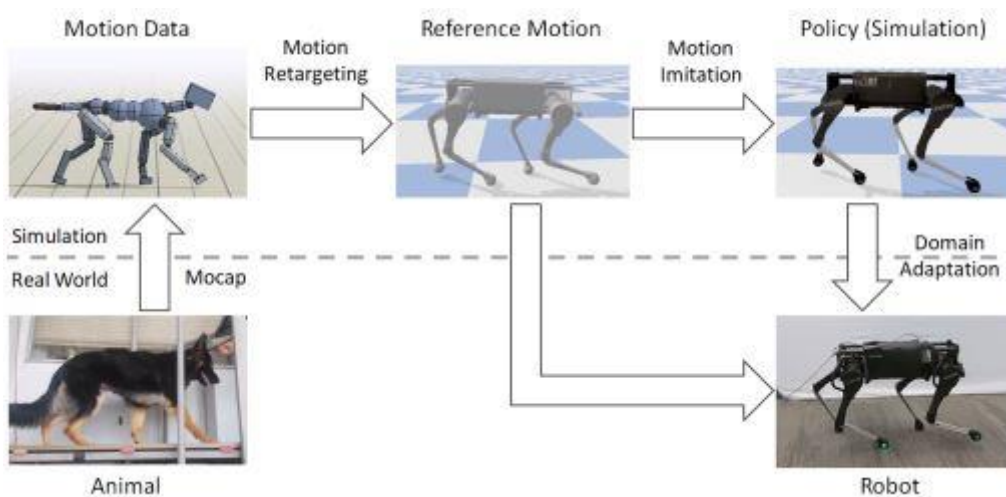 Motion Data
Motion
Retargeting
Reference Motion
Motion
Imitation
Policy (Simulation)
Simulation
Real World
Mocap
Domain
Adaptation
Animal
Robot